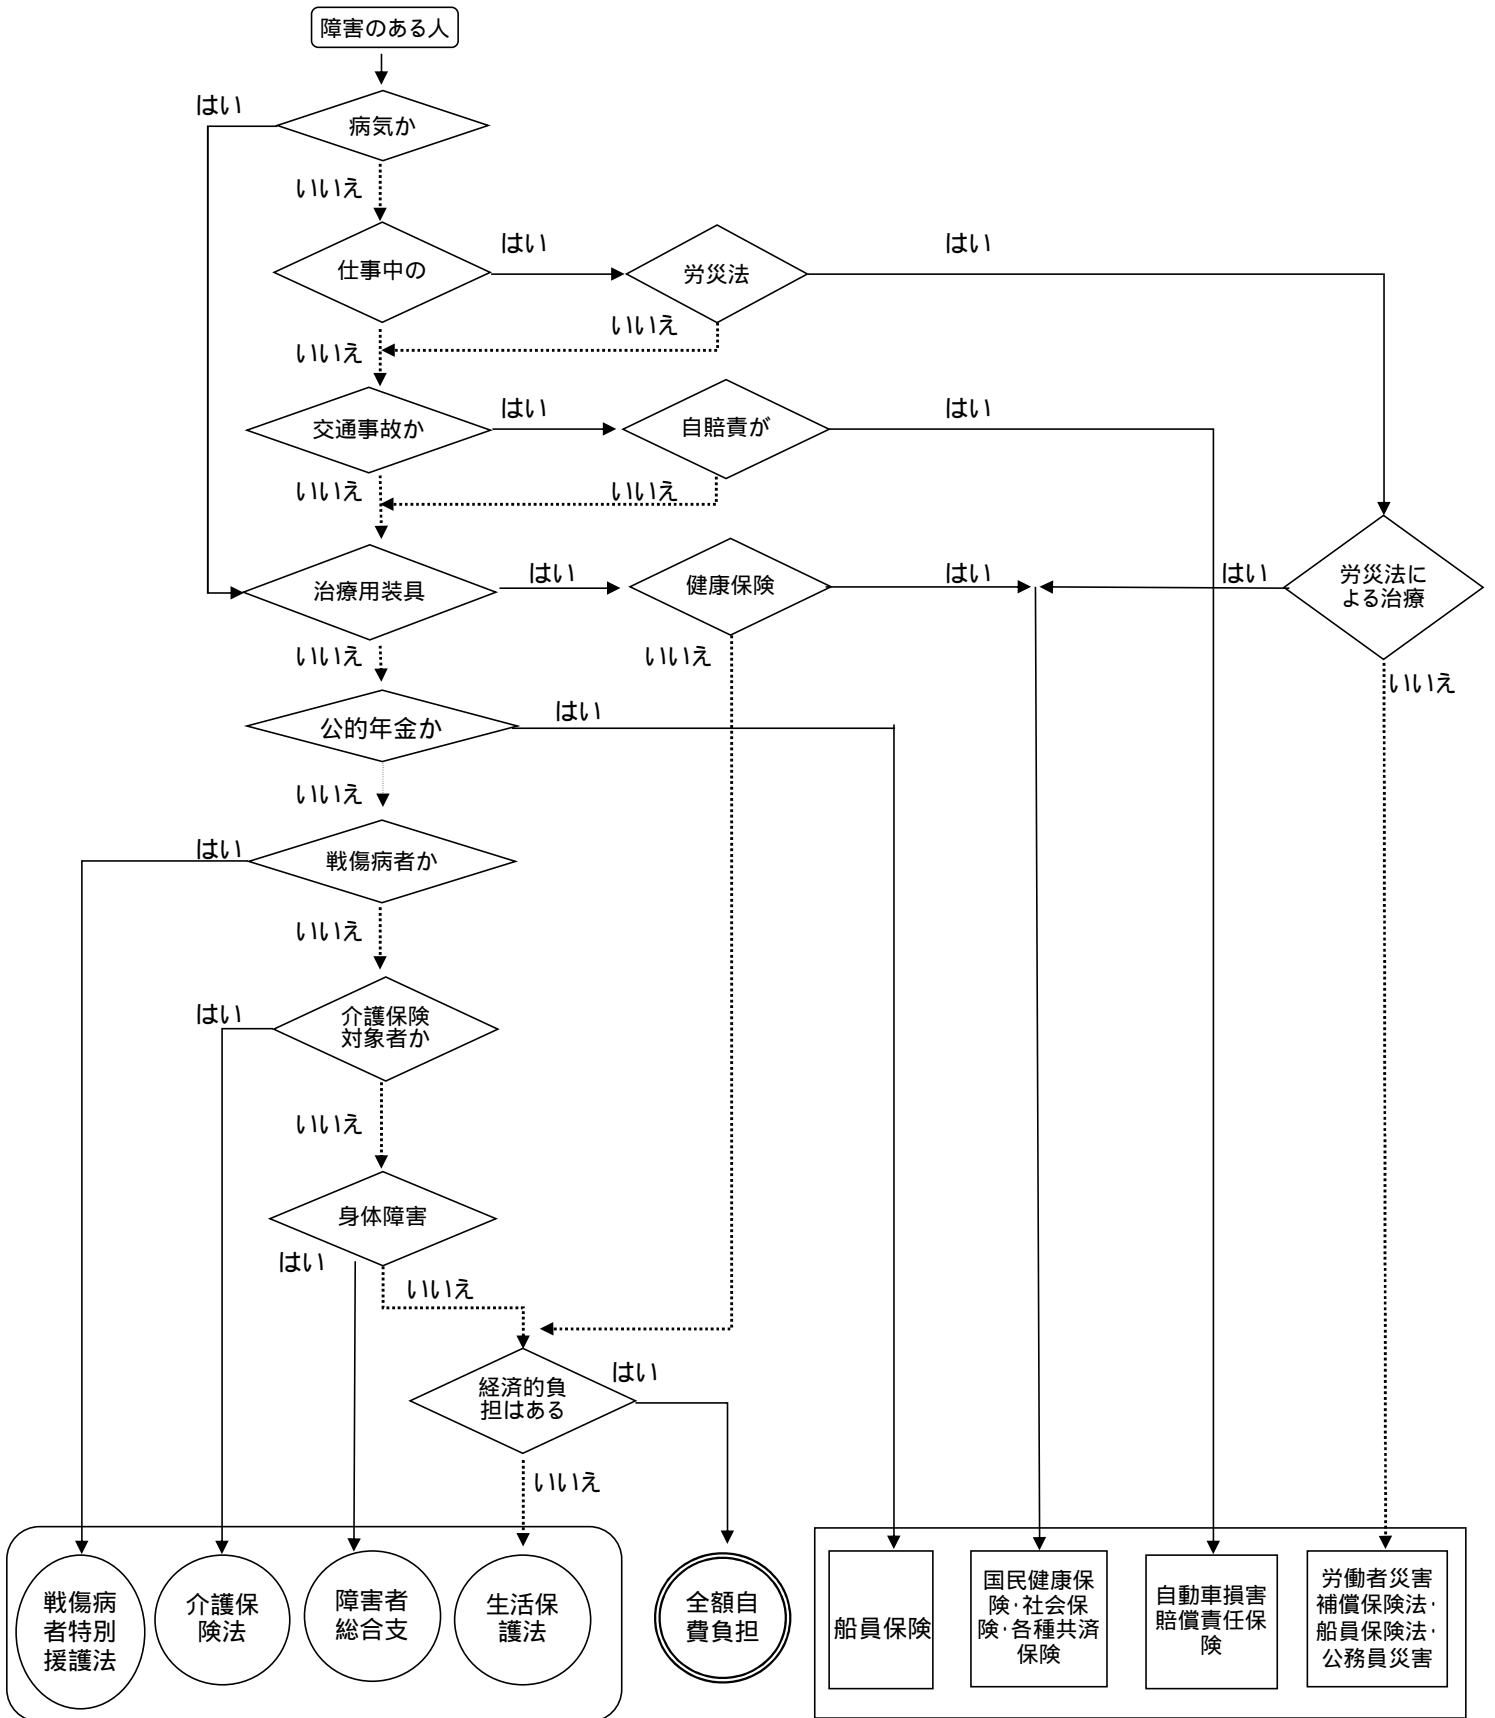 障害のある人
はい
病気か
いいえ
仕事中の
はい
労災法
はい
いいえ
いいえ
交通事故か
はい
自賠責が
はい
いいえ
いいえ
治療用装具
はい
健康保険
はい
はい
労災法に
よる治療
いいえ
いいえ
いいえ
公的年金か
はい
いいえ
はい
戦傷病者か
いいえ
はい
介護保険
対象者か
いいえ
身体障害
はい
いいえ
経済的負
担はある
はい
いいえ
戦傷病
者特別
援護法
介護保
険法
障害者
総合支
生活保
護法
全額自
費負担
船員保険
国民健康保
険･社会保
険･各種共済
保険
自動車損害
賠償責任保
険
労働者災害
補償保険法･
船員保険法･
公務員災害